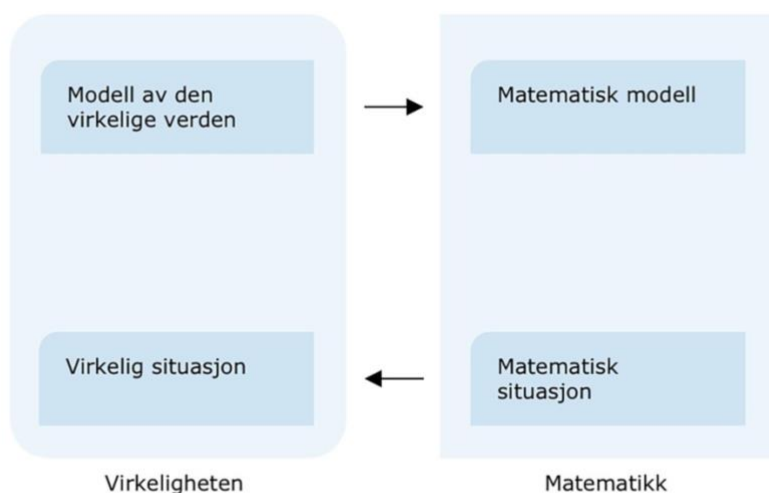 Modell av den
virkelige verden
Matematisk modell
Virkelig situasjon
Matematisk
situasjon
Virkeligheten
Matematikk